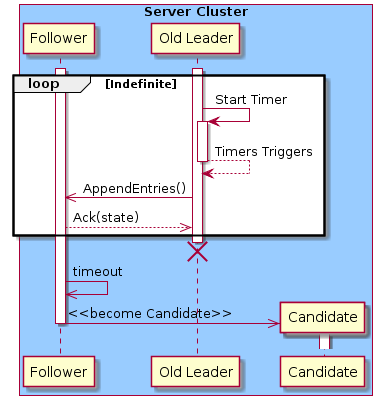 Server Cluster
Follower
Old Leader
loop
[Indefinite]
Start Timer
Timers Triggers
AppendEntries()
Ack(state)
timeout
<<become Candidate>>
Candidate
Follower
Old Leader
Candidate